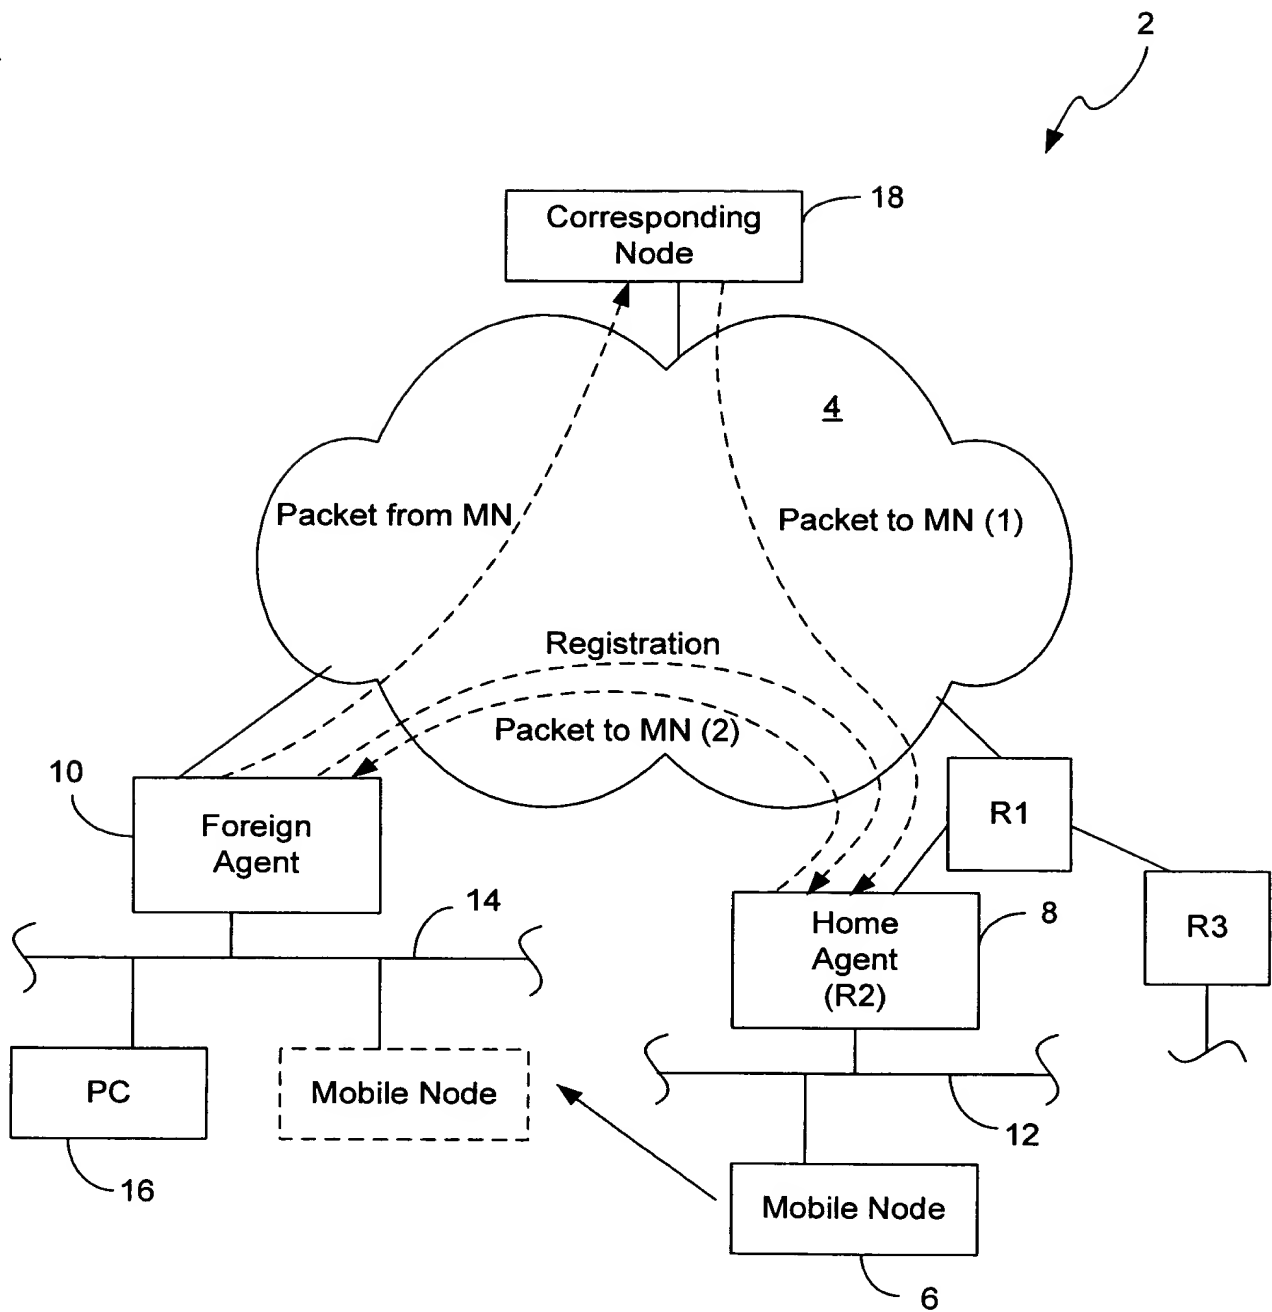 2
Corresponding
Node
18
4
Packet from MN
Packet to MN (1)
Registration
Packet to MN (2)
10
Foreign
Agent
R1
14
Home
Agent
(R2)
8
R3
PC
Mobile Node
12
16
Mobile Node
6